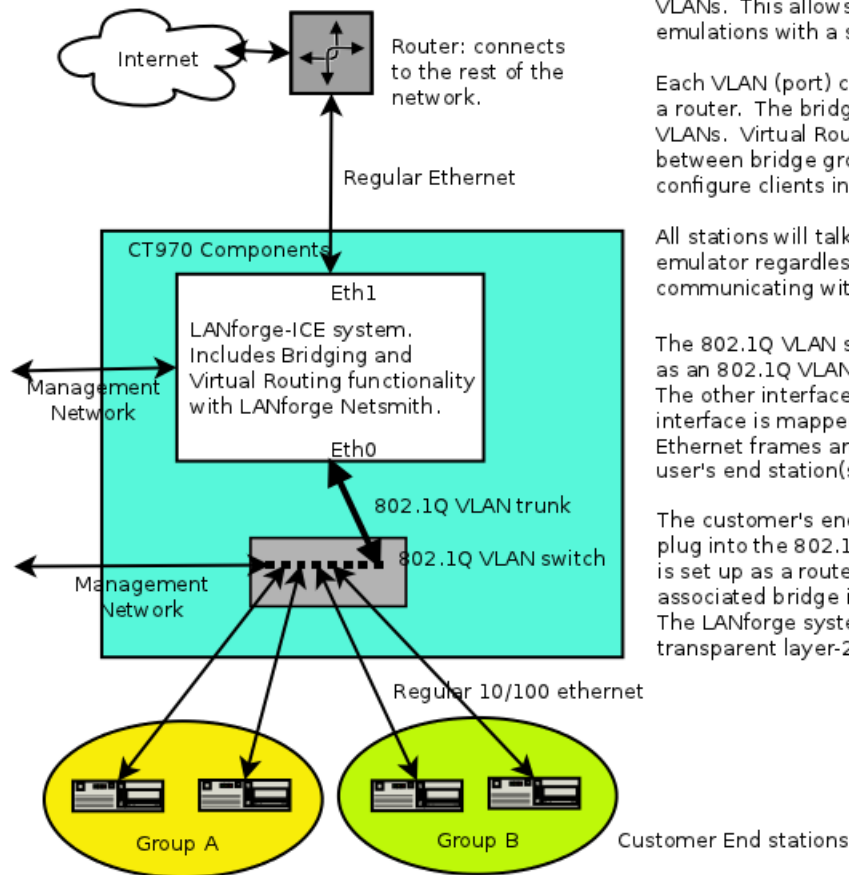 Internet
Router: connects
to the rest of the
network.
Regular Ethernet
CT970 Components
Eth1
LANforge-ICE system.
Includes Bridging and
Virtual Routing functionality
with LANforge Netsmith.
Eth0
Management
Network
802.1Q VLAN trunk
802.1Q VLAN switch
Management
Network
Regular 10/100 ethernet
Group A
Group B
Customer End stations
VLANs. This allows
emulations with a
Each VLAN (port)
a router. The bridg
VLANs. Virtual Rou
between bridge gro
configure clients in
All stations will talk
emulator regardles
communicating wit
The 802.1Q VLAN
as an 802.1Q VLAN
The other interface
interface is mappe
Ethernet frames an
user's end station(
The customer's end
plug into the 802.1
is set up as a route
associated bridge
The LANforge syste
transparent layer-2